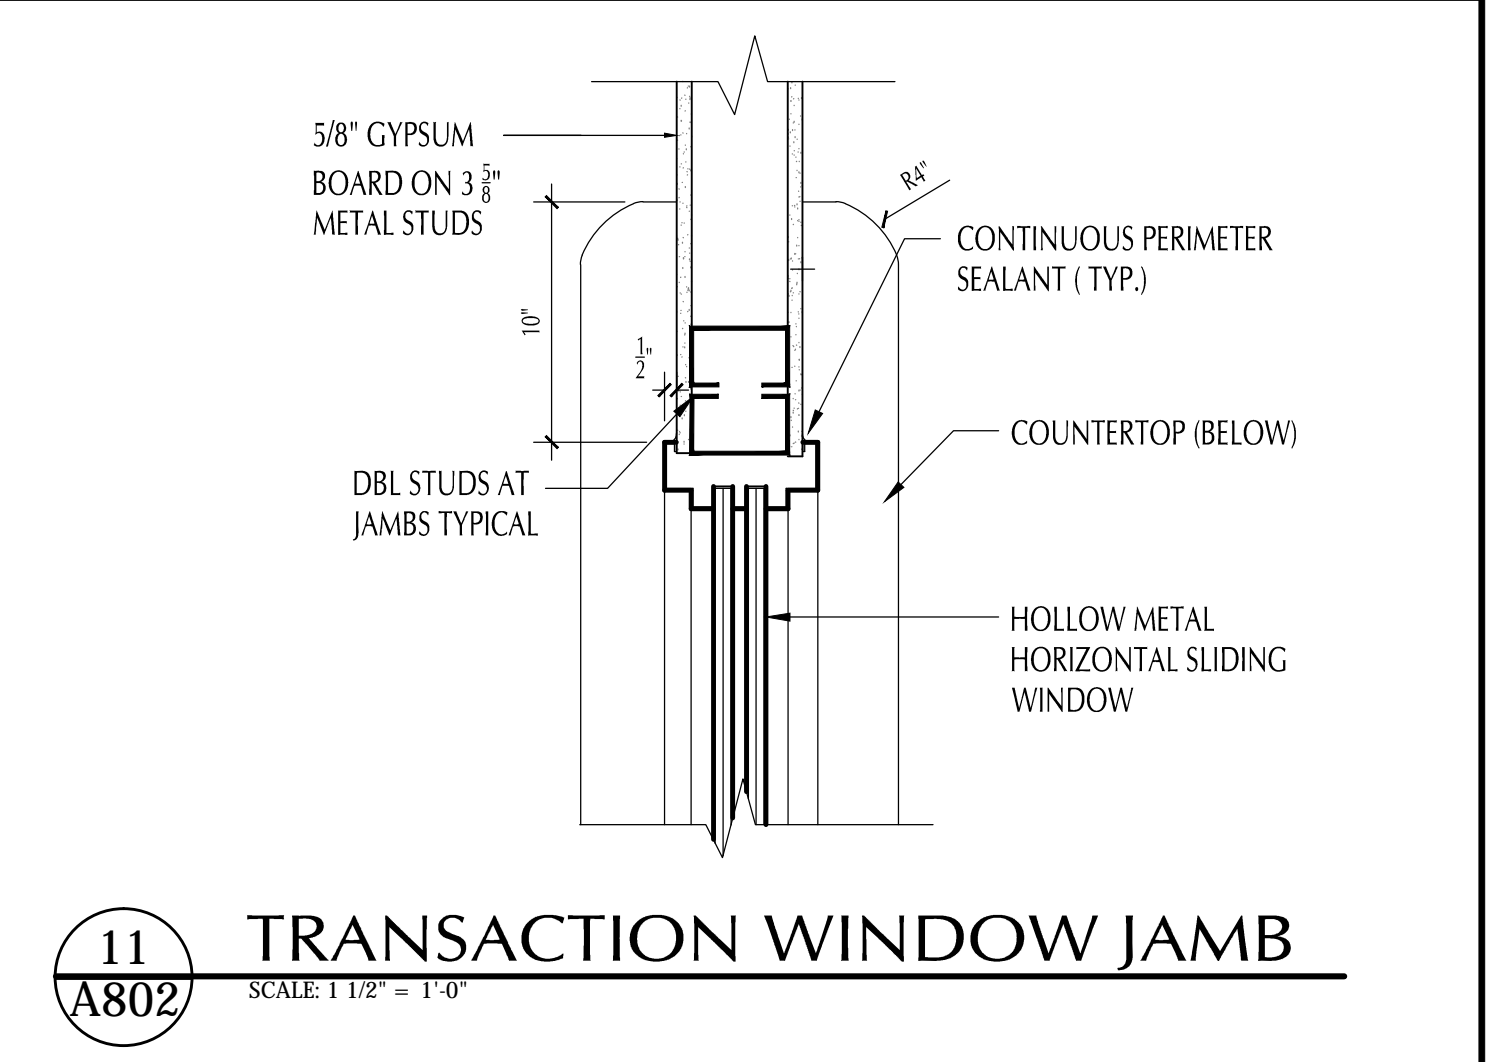 5/8" GYPSUM
BOARD ON 3 5/8"
METAL STUDS
R4"
CONTINUOUS PERIMETER
SEALANT ( TYP.)
10"
1/2"
COUNTERTOP (BELOW)
DBL STUDS AT
JAMBS TYPICAL
HOLLOW METAL
HORIZONTAL SLIDING
WINDOW
11
TRANSACTION WINDOW JAMB
A802
SCALE: 1 1/2" = 1'-0"